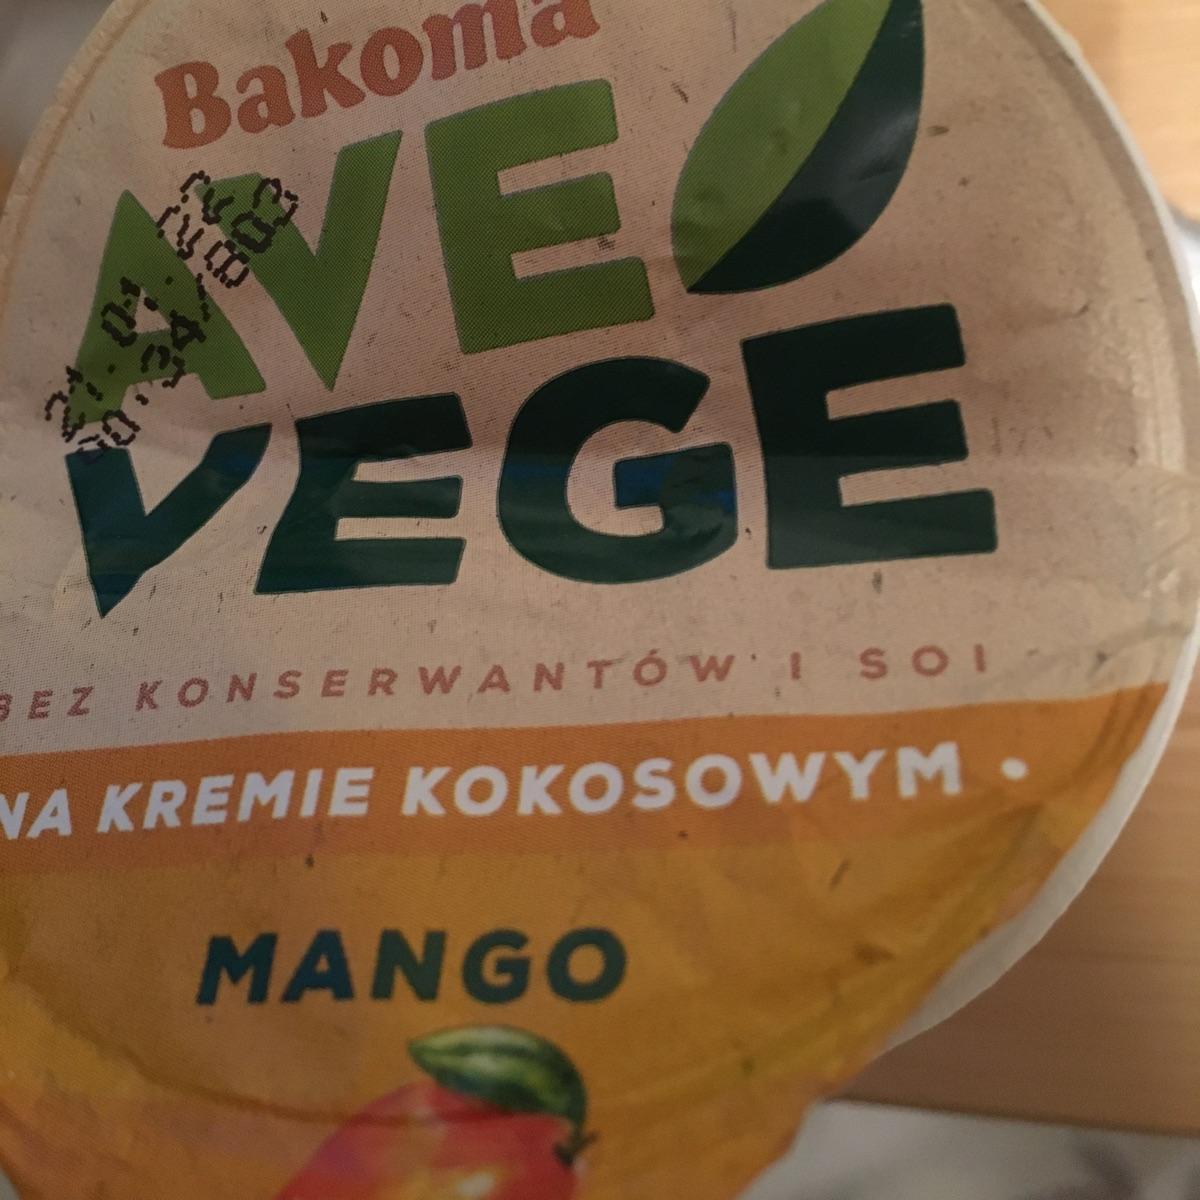 Bakoma
AVE
VEGE
BEZ KONSERWANTÓW I SOI
NA KREMIE KOKOSOWYM •
MANGO